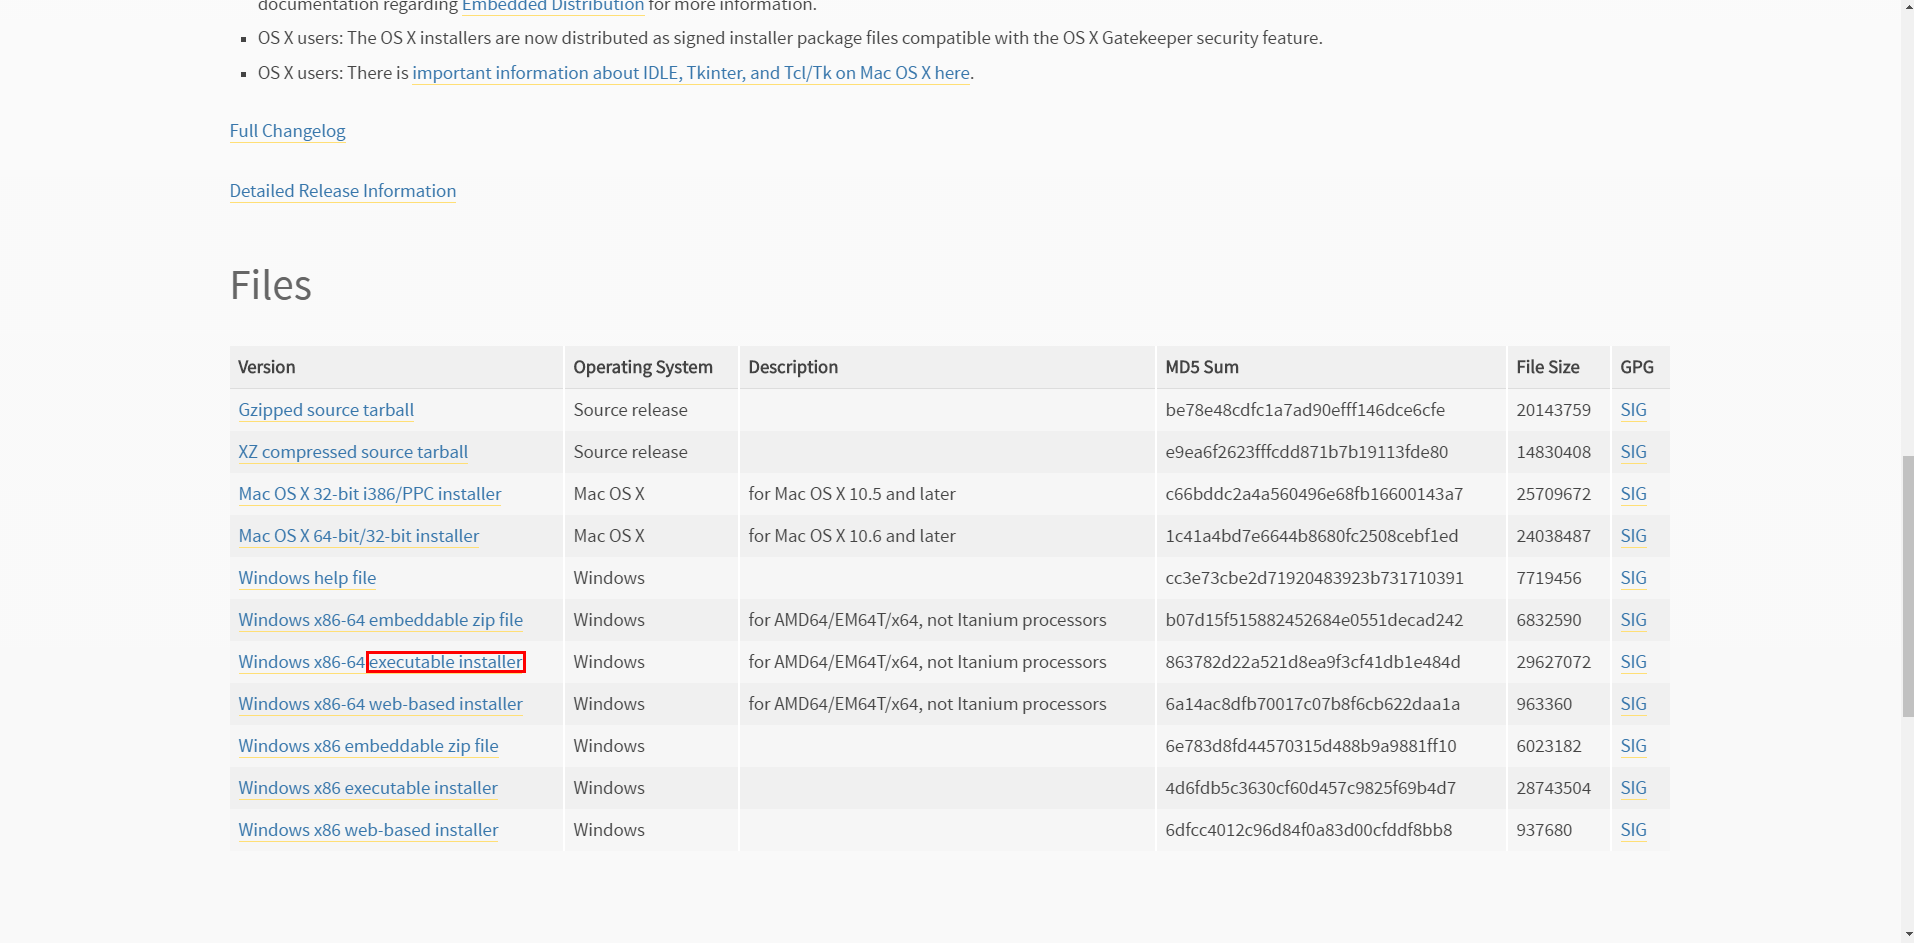 documentation regarding Embedded Distribution for more information.
OS X users: The OS X installers are now distributed as signed installer package files compatible with the OS X Gatekeeper security feature.
OS X users: There is important information about IDLE, Tkinter, and Tcl/Tk on Mac OS X here.
Full Changelog
Detailed Release Information
Files
Version Operating System Description MD5 Sum File Size GPG
Gzipped source tarball Source release be78e48cdfc1a7ad90efff146dce6cfe 20143759 SIG
XZ compressed source tarball Source release e9ea6f2623fffcdd871b7b19113fde80 14830408 SIG
Mac OS X 32-bit i386/PPC installer Mac OS X for Mac OS X 10.5 and later c66bddc2a4a560496e68fb16600143a7 25709672 SIG
Mac OS X 64-bit/32-bit installer Mac OS X for Mac OS X 10.6 and later 1c41a4bd7e6644b8680fc2508cebf1ed 24038487 SIG
Windows help file Windows cc3e73cbe2d71920483923b731710391 7719456 SIG
Windows x86-64 embeddable zip file Windows for AMD64/EM64T/x64, not Itanium processors b07d15f515882452684e0551decad242 6832590 SIG
Windows x86-64 executable installer Windows for AMD64/EM64T/x64, not Itanium processors 863782d22a521d8ea9f3cf41db1e484d 29627072 SIG
Windows x86-64 web-based installer Windows for AMD64/EM64T/x64, not Itanium processors 6a14ac8dfb70017c07b8f6cb622daa1a 963360 SIG
Windows x86 embeddable zip file Windows 6e783d8fd44570315d488b9a9881ff10 6023182 SIG
Windows x86 executable installer Windows 4d6fdb5c3630cf60d457c9825f69b4d7 28743504 SIG
Windows x86 web-based installer Windows 6dfcc4012c96d84f0a83d00cfddf8bb8 937680 SIG